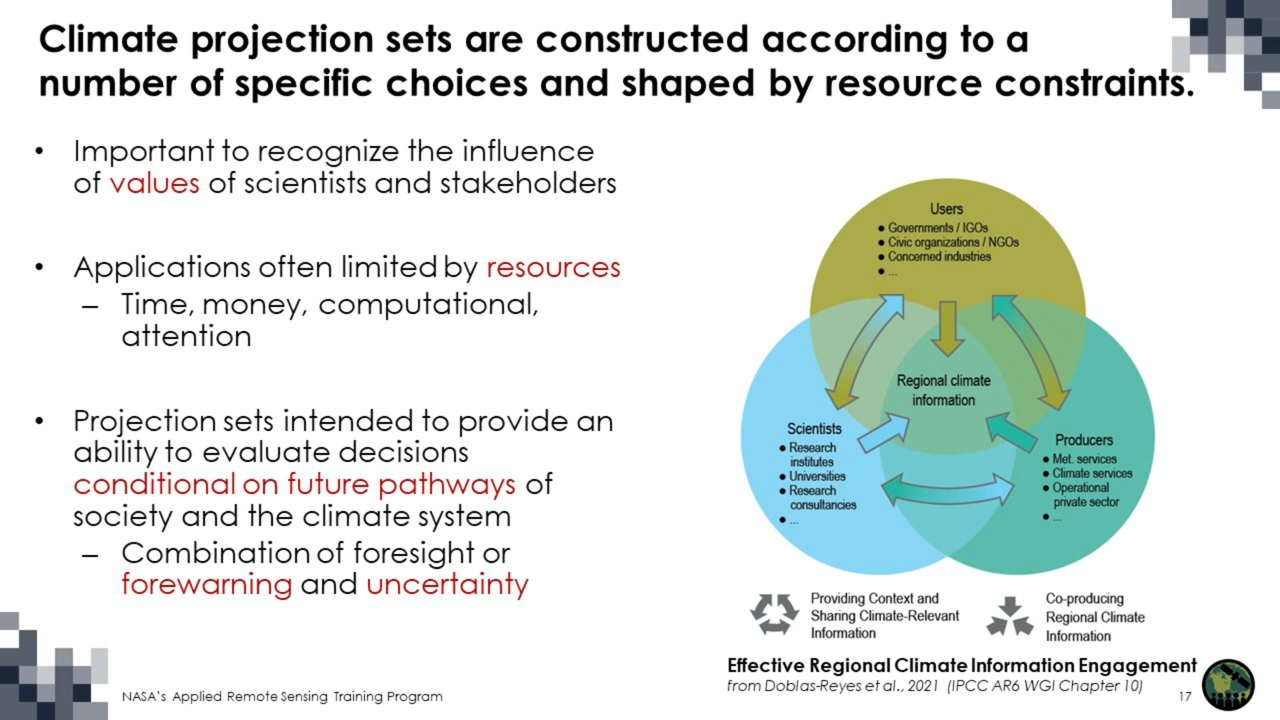 Climate projection sets are constructed according to a
number of specific choices and shaped by resource constraints.
• Important to recognize the influence
of values of scientists and stakeholders
• Applications often limited by resources
– Time, money, computational,
attention
• Projection sets intended to provide an
ability to evaluate decisions
conditional on future pathways of
society and the climate system
– Combination of foresight or
forewarning and uncertainty
Users
● Governments / IGOs
● Civic organizations / NGOs
● Concerned industries
● ...
Regional climate
information
Scientists
● Research
institutes
● Universities
● Research
consultancies
● ...
Producers
● Met. services
● Climate services
● Operational
private sector
● ...
Providing Context and
Sharing Climate-Relevant
Information
Co-producing
Regional Climate
Information
Effective Regional Climate Information Engagement
from Doblas-Reyes et al., 2021 (IPCC AR6 WGI Chapter 10)
NASA's Applied Remote Sensing Training Program
17